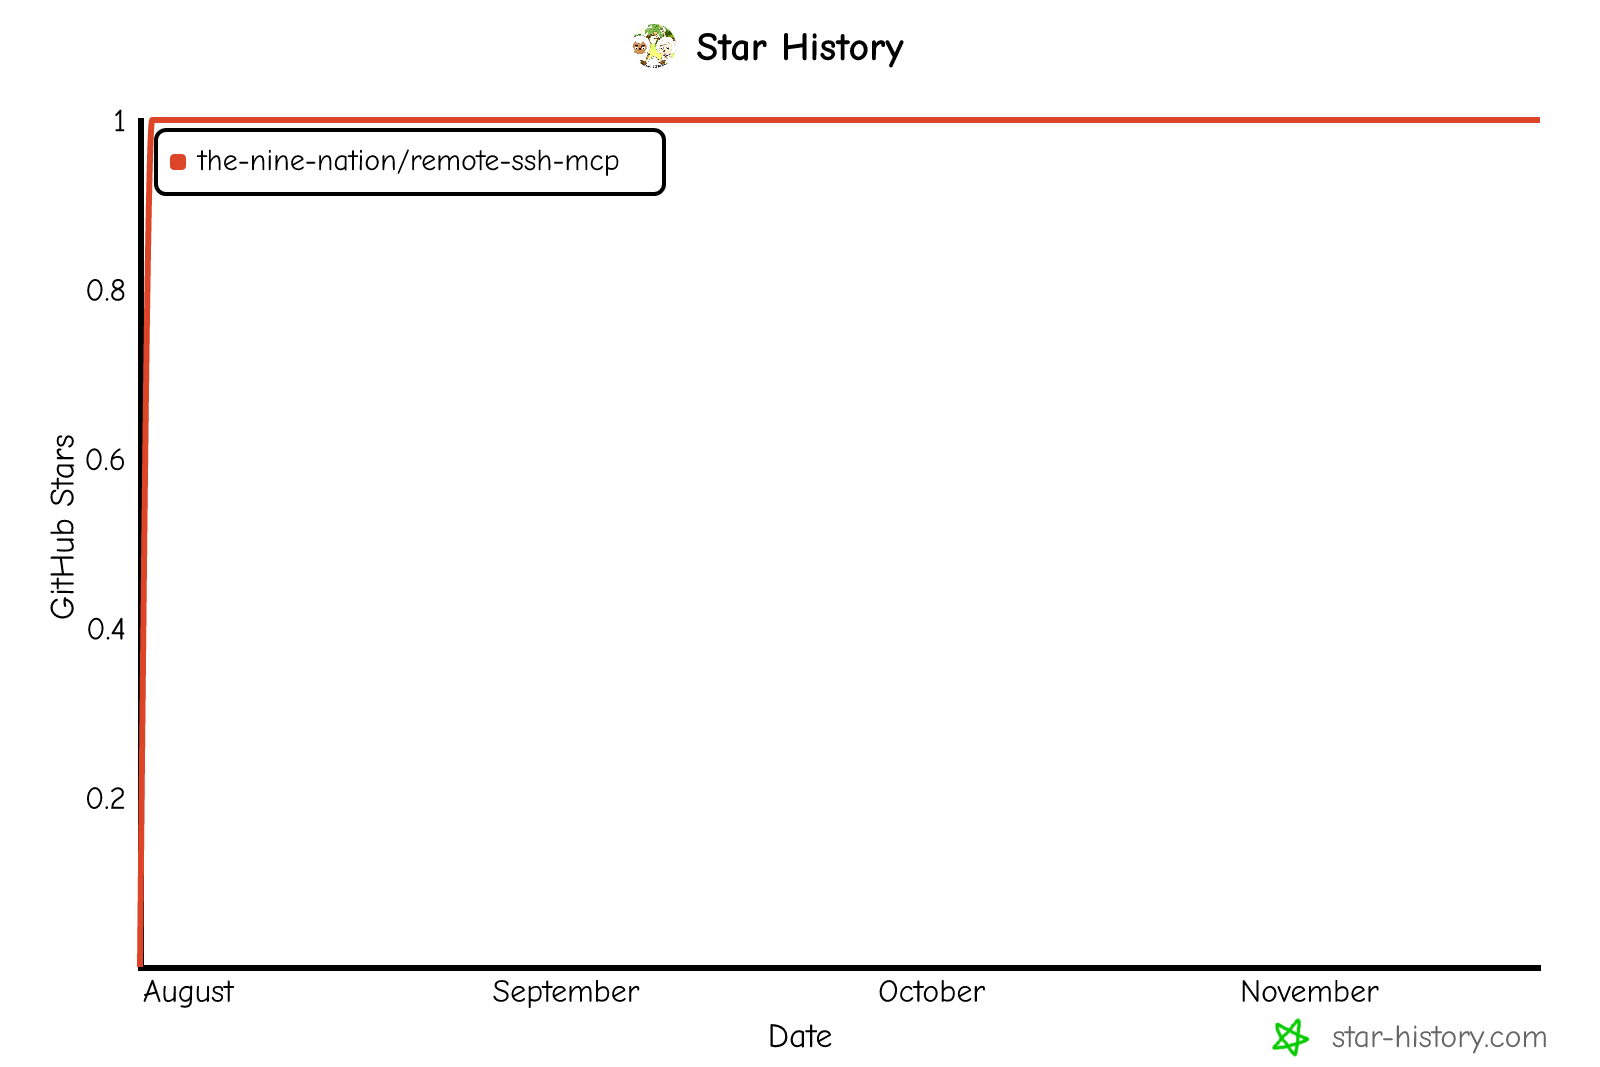 Star History
the-nine-nation/remote-ssh-mcp
1
0.8
0.6
0.4
0.2
GitHub Stars
August September October November
Date
star-history.com